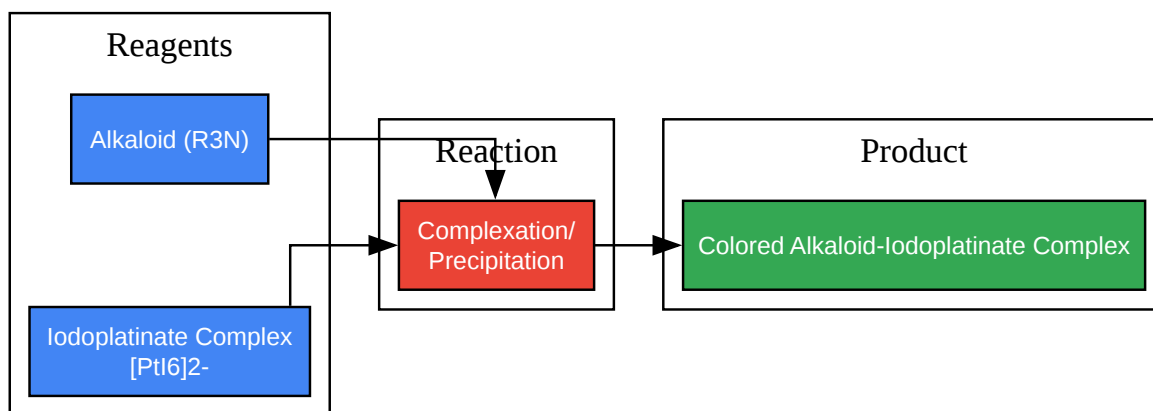 Reagents
Alkaloid (R3N)
Iodoplatinate Complex
[PtI6]2-
Reaction
Complexation/
Precipitation
Product
Colored Alkaloid-Iodoplatinate Complex